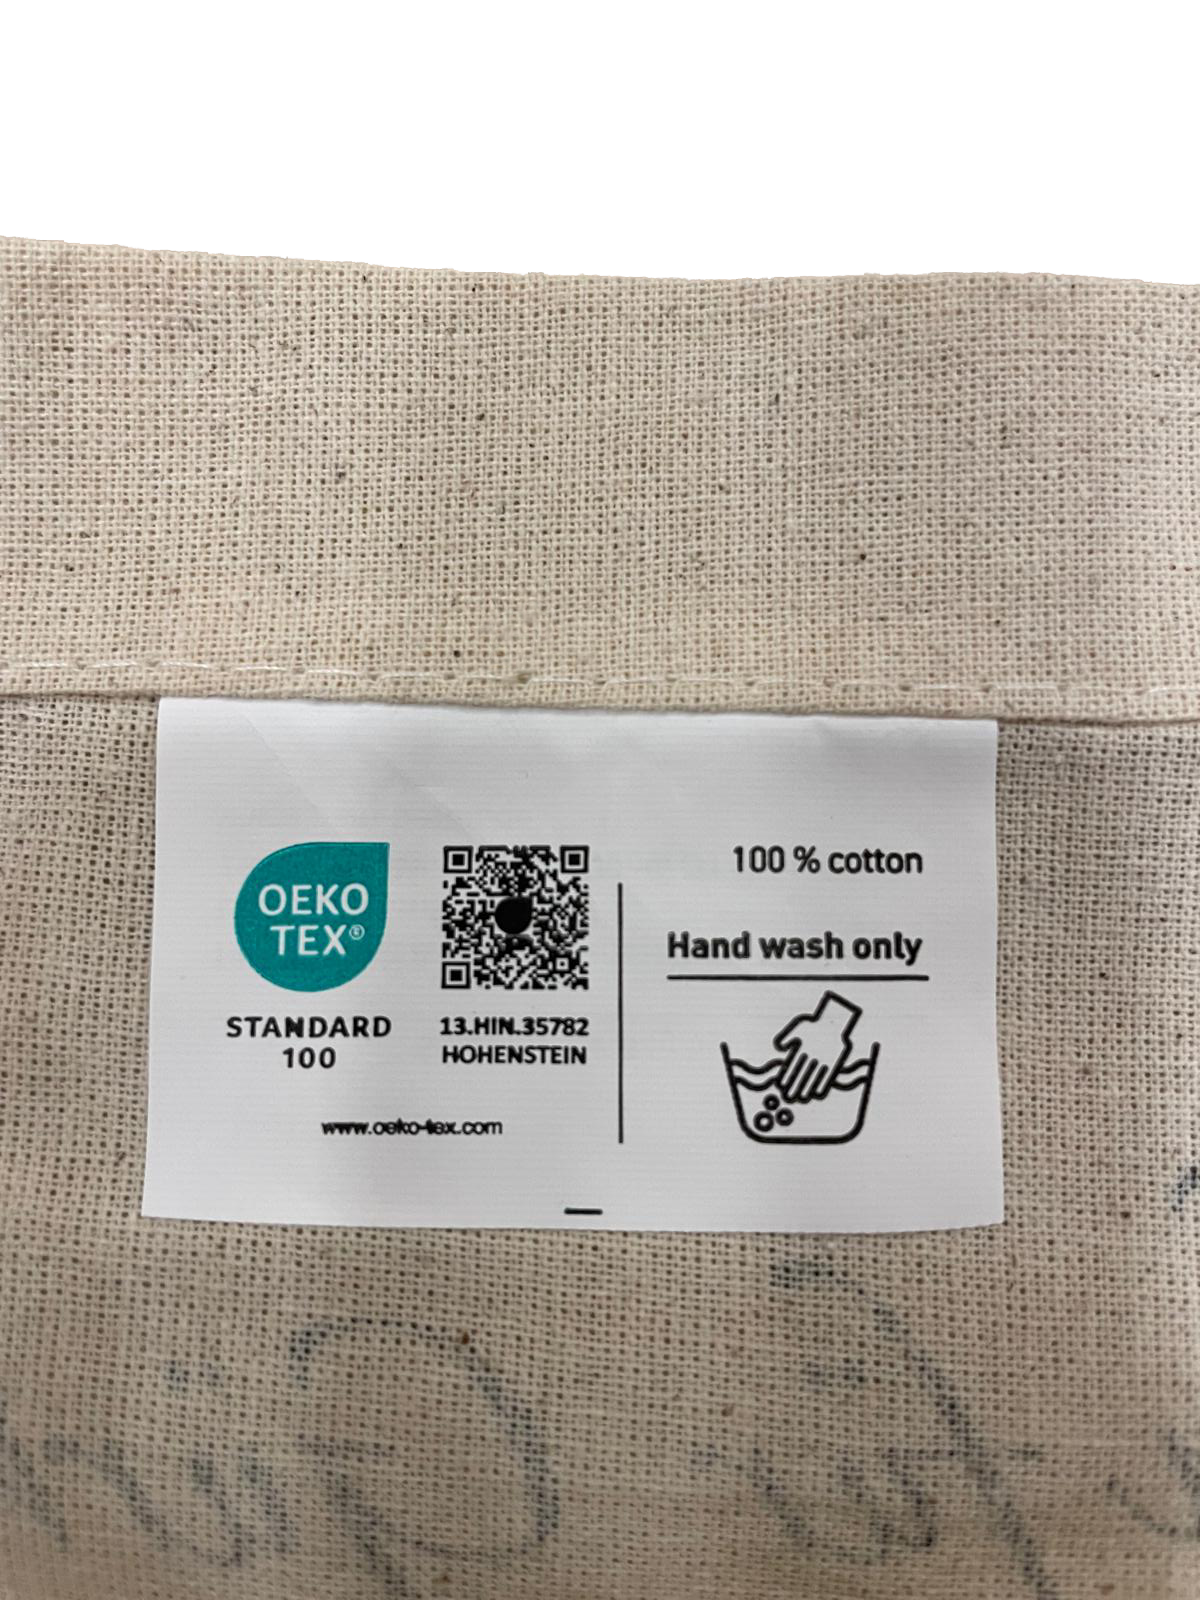 OEKO
TEX®
STANDARD
100
13.HIN.35782
HOHENSTEIN
www.oeko-tex.com
100 % cotton
Hand wash only